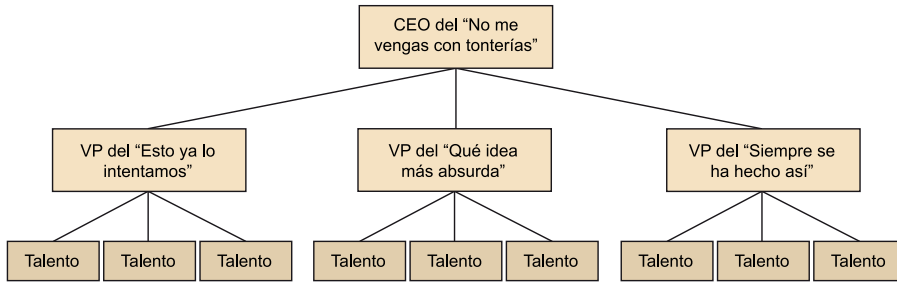 CEO del “No me
vengas con tonterías”
VP del “Esto ya lo
intentamos”
VP del “Qué idea
más absurda”
VP del “Siempre se
ha hecho así”
Talento
Talento
Talento
Talento
Talento
Talento
Talento
Talento
Talento